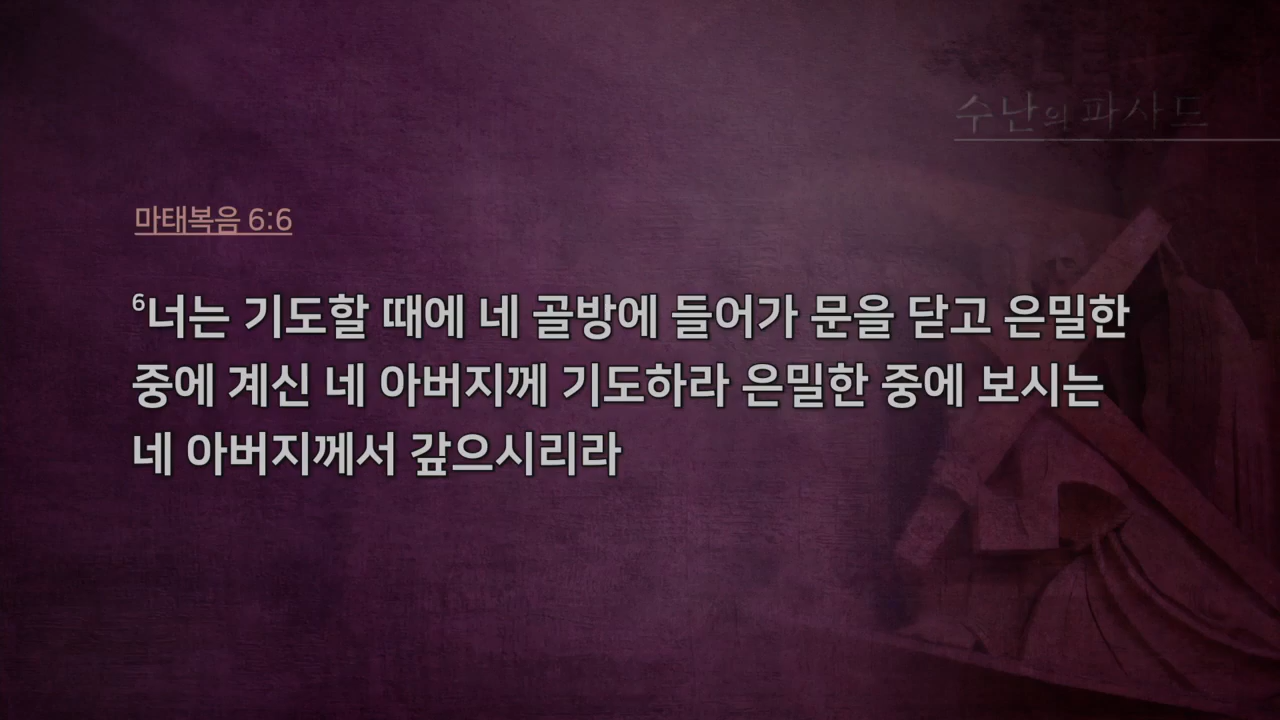 수난의 파사드
마태복음 6:6
6너는 기도할 때에 네 골방에 들어가 문을 닫고 은밀한
중에 계신 네 아버지께 기도하라 은밀한 중에 보시는
네 아버지께서 갚으시리라